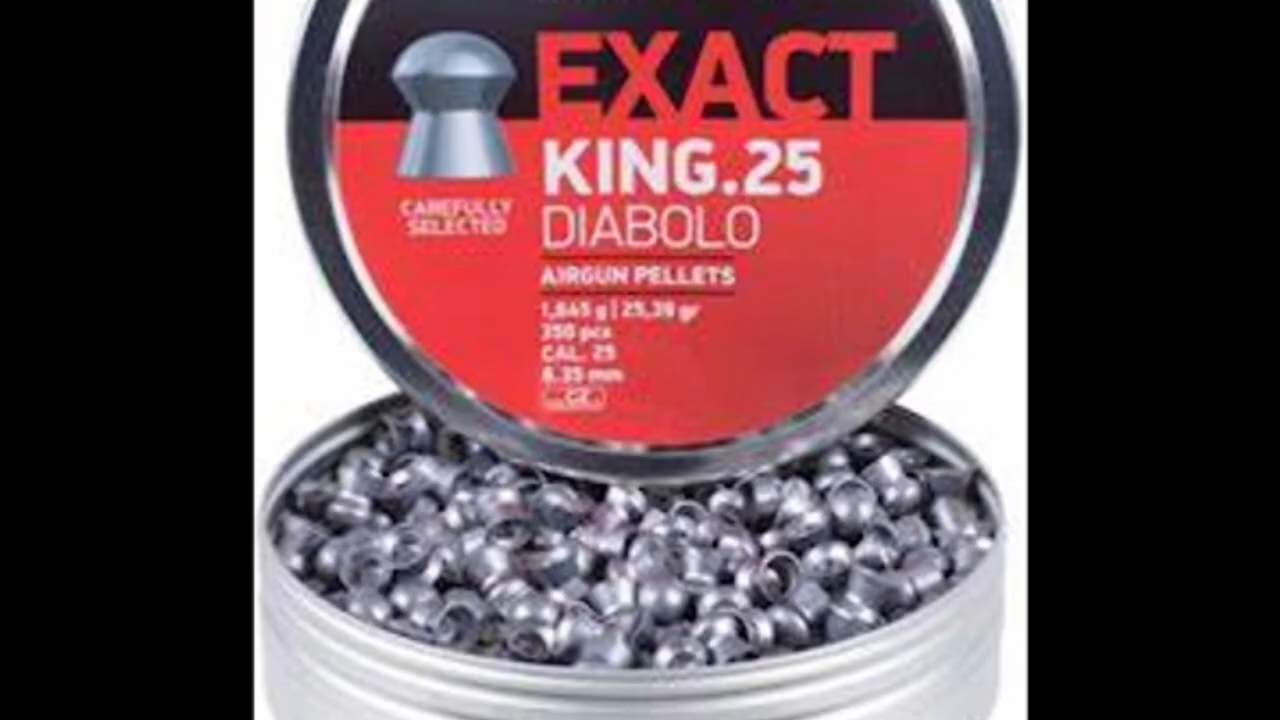 EXACT
KING.25
DIABOLO
CAREFULLY
SELECTED
AIRGUN PELLETS
1,645 g | 25,39 gr
350 pcs
CAL. 25
6.35 mm